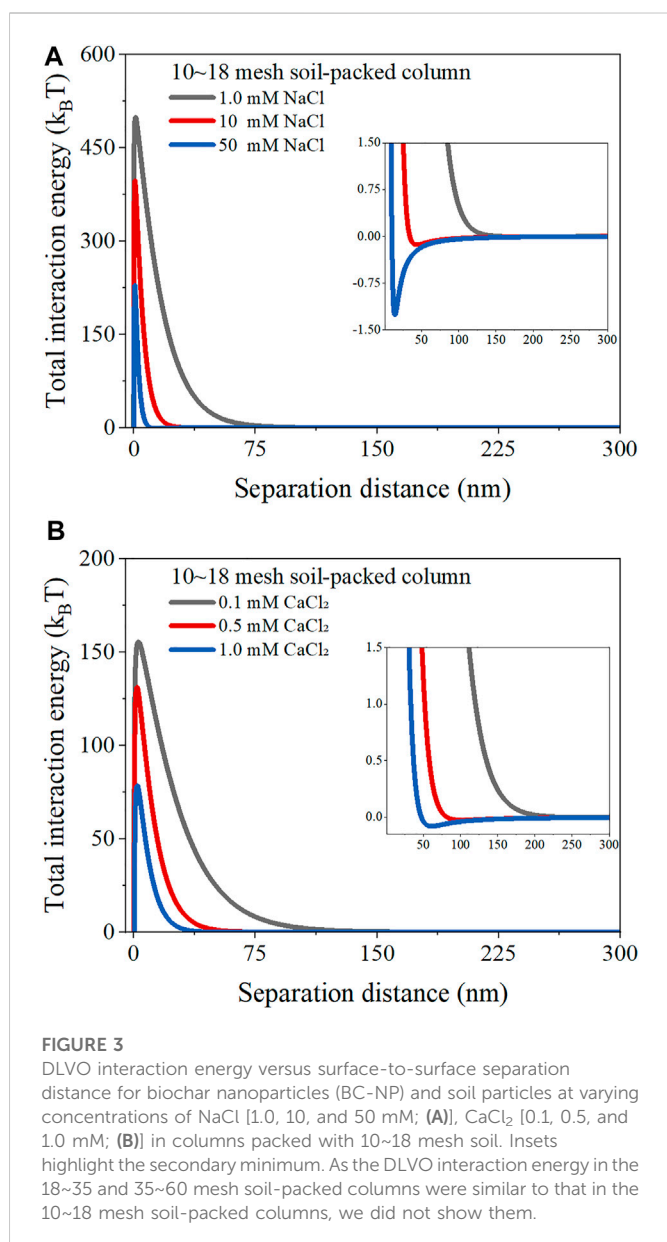 A
600
450
300
150
0
Total interaction energy (k_BT)
10~18 mesh soil-packed column
1.0 mM NaCl
10 mM NaCl
50 mM NaCl
1.50
0.75
0.00
-0.75
-1.50
50 100 150 200 250 300
0 75 150 225 300
Separation distance (nm)
B
200
150
100
50
0
Total interaction energy (k_BT)
10~18 mesh soil-packed column
0.1 mM CaCl₂
0.5 mM CaCl₂
1.0 mM CaCl₂
1.5
1.0
0.5
0.0
50 100 150 200 250 300
0 75 150 225 300
Separation distance (nm)
FIGURE 3
DLVO interaction energy versus surface-to-surface separation
distance for biochar nanoparticles (BC-NP) and soil particles at varying
concentrations of NaCl [1.0, 10, and 50 mM; (A)], CaCl₂ [0.1, 0.5, and
1.0 mM; (B)] in columns packed with 10~18 mesh soil. Insets
highlight the secondary minimum. As the DLVO interaction energy in the
18~35 and 35~60 mesh soil-packed columns were similar to that in the
10~18 mesh soil-packed columns, we did not show them.